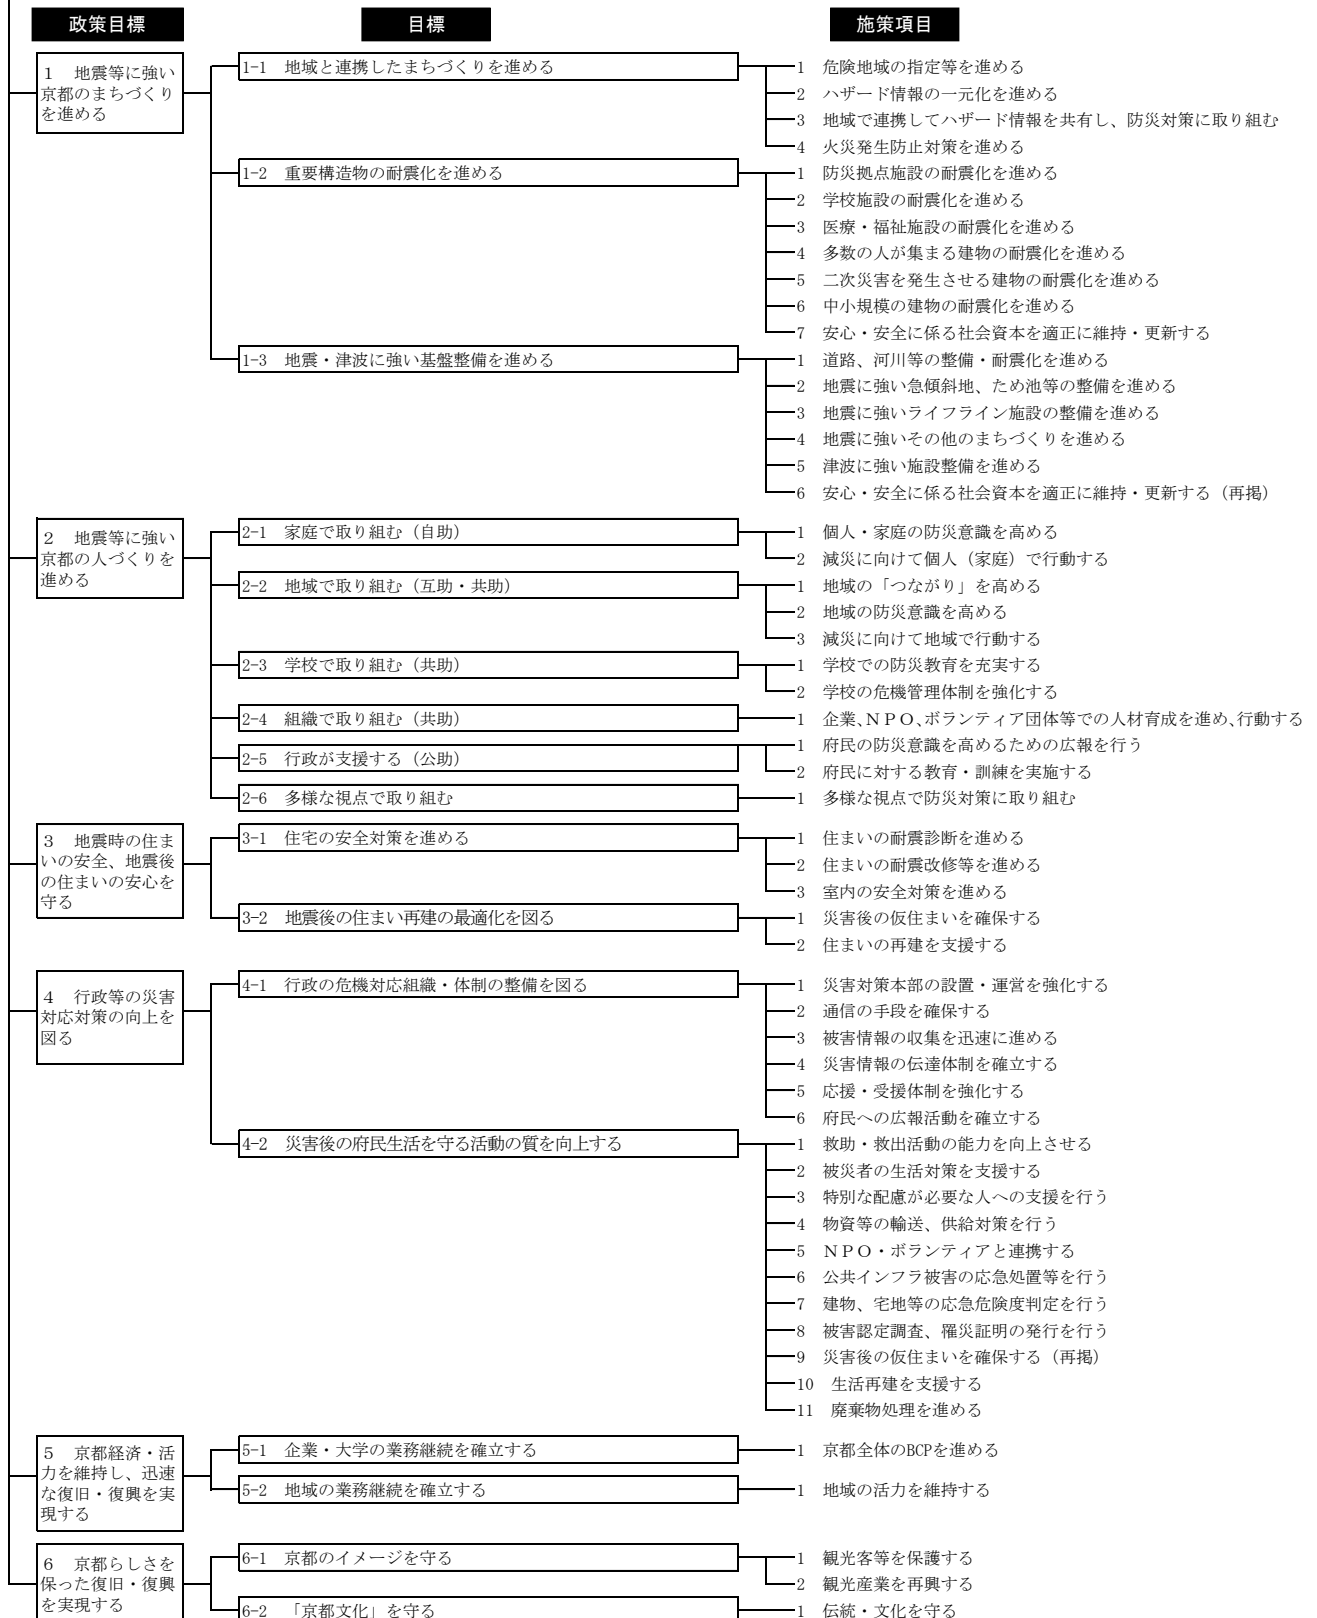 政策目標 目標 施策項目
1 地震等に強い
京都のまちづくり
を進める
1-1 地域と連携したまちづくりを進める
1 危険地域の指定等を進める
2 ハザード情報の一元化を進める
3 地域で連携してハザード情報を共有し、防災対策に取り組む
4 火災発生防止対策を進める
1-2 重要構造物の耐震化を進める
1 防災拠点施設の耐震化を進める
2 学校施設の耐震化を進める
3 医療・福祉施設の耐震化を進める
4 多数の人が集まる建物の耐震化を進める
5 二次災害を発生させる建物の耐震化を進める
6 中小規模の建物の耐震化を進める
7 安心・安全に係る社会資本を適正に維持・更新する
1-3 地震・津波に強い基盤整備を進める
1 道路、河川等の整備・耐震化を進める
2 地震に強い急傾斜地、ため池等の整備を進める
3 地震に強いライフライン施設の整備を進める
4 地震に強いその他のまちづくりを進める
5 津波に強い施設整備を進める
6 安心・安全に係る社会資本を適正に維持・更新する（再掲）
2 地震等に強い
京都の人づくりを
進める
2-1 家庭で取り組む（自助）
1 個人・家庭の防災意識を高める
2 減災に向けて個人（家庭）で行動する
2-2 地域で取り組む（互助・共助）
1 地域の「つながり」を高める
2 地域の防災意識を高める
3 減災に向けて地域で行動する
2-3 学校で取り組む（共助）
1 学校での防災教育を充実する
2 学校の危機管理体制を強化する
2-4 組織で取り組む（共助）
1 企業、ＮＰＯ、ボランティア団体等での人材育成を進め、行動する
2-5 行政が支援する（公助）
1 府民の防災意識を高めるための広報を行う
2 府民に対する教育・訓練を実施する
2-6 多様な視点で取り組む
1 多様な視点で防災対策に取り組む
3 地震時の住ま
いの安全、地震後
の住まいの安心を
守る
3-1 住宅の安全対策を進める
1 住まいの耐震診断を進める
2 住まいの耐震改修等を進める
3 室内の安全対策を進める
3-2 地震後の住まい再建の最適化を図る
1 災害後の仮住まいを確保する
2 住まいの再建を支援する
4 行政等の災害
対応対策の向上を
図る
4-1 行政の危機対応組織・体制の整備を図る
1 災害対策本部の設置・運営を強化する
2 通信の手段を確保する
3 被害情報の収集を迅速に進める
4 災害情報の伝達体制を確立する
5 応援・受援体制を強化する
6 府民への広報活動を確立する
4-2 災害後の府民生活を守る活動の質を向上する
1 救助・救出活動の能力を向上させる
2 被災者の生活対策を支援する
3 特別な配慮が必要な人への支援を行う
4 物資等の輸送、供給対策を行う
5 ＮＰＯ・ボランティアと連携する
6 公共インフラ被害の応急処置等を行う
7 建物、宅地等の応急危険度判定を行う
8 被害認定調査、罹災証明の発行を行う
9 災害後の仮住まいを確保する（再掲）
10 生活再建を支援する
11 廃棄物処理を進める
5 京都経済・活
力を維持し、迅速
な復旧・復興を実
現する
5-1 企業・大学の業務継続を確立する
1 京都全体のBCPを進める
5-2 地域の業務継続を確立する
1 地域の活力を維持する
6 京都らしさを
保った復旧・復興
を実現する
6-1 京都のイメージを守る
1 観光客等を保護する
2 観光産業を再興する
6-2 「京都文化」を守る
1 伝統・文化を守る